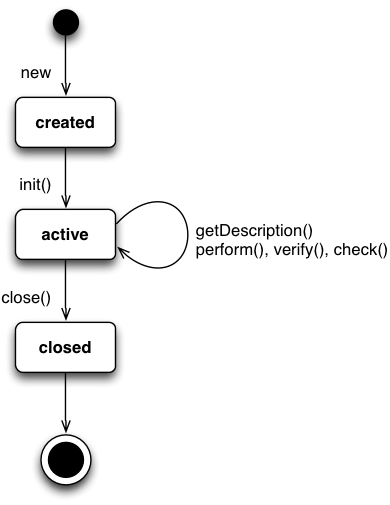 new
created
init()
active
getDescription()
perform(), verify(), check()
close()
closed